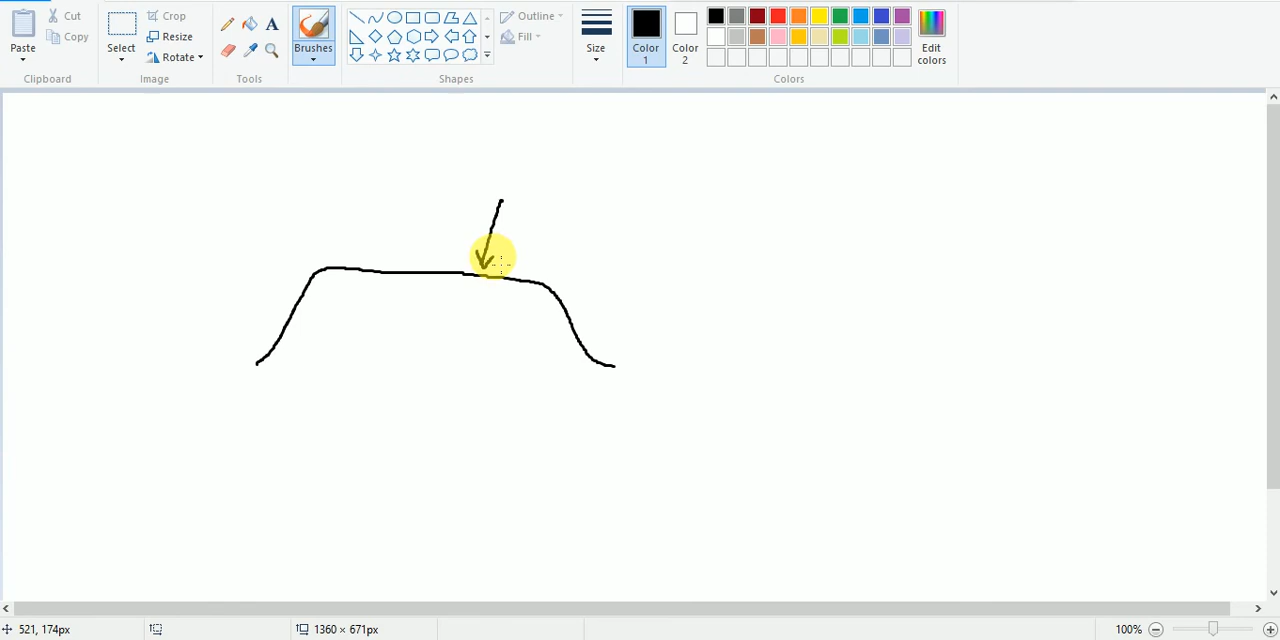 Cut
Crop
Outline
Copy
Resize
Fill
Paste
Select
Rotate
Brushes
Size
Color
1
Color
2
Edit
colors
A
Clipboard
Image
Tools
Shapes
Colors
521, 174px
1360 × 671px
100%